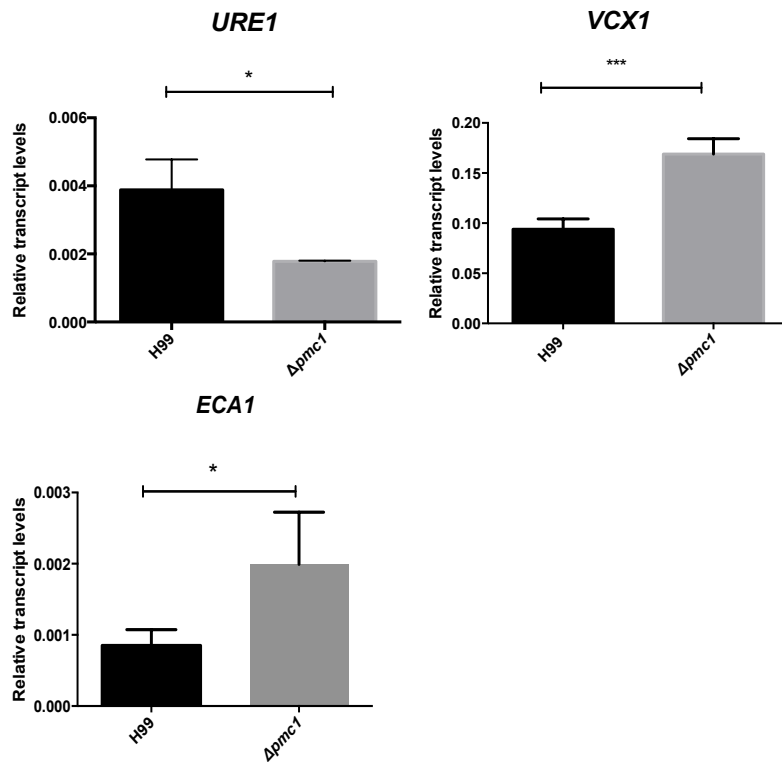 URE1
*
Relative transcript levels
0.006
0.004
0.002
0.000
H99
Δpmc1
VCX1
***
Relative transcript levels
0.20
0.15
0.10
0.05
0.00
H99
Δpmc1
ECA1
*
Relative transcript levels
0.003
0.002
0.001
0.000
H99
Δpmc1